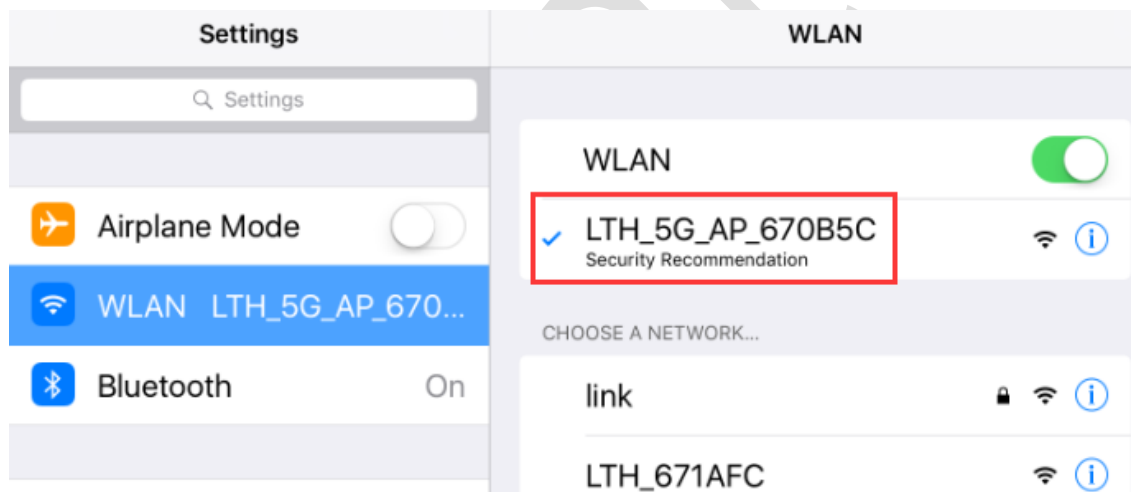 Settings
WLAN
Settings
WLAN
Airplane Mode
LTH_5G_AP_670B5C
Security Recommendation
WLAN LTH_5G_AP_670...
CHOOSE A NETWORK...
Bluetooth On
link
LTH_671AFC